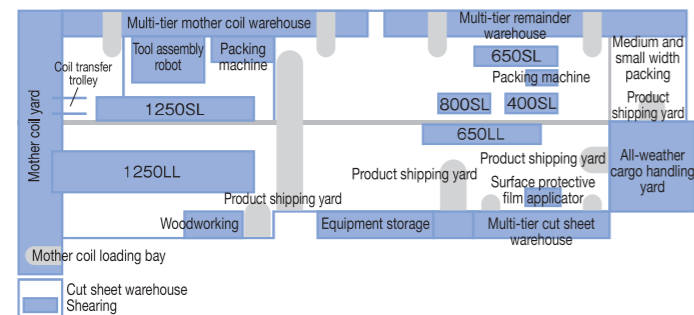 Multi-tier mother coil warehouse
Multi-tier remainder
warehouse
Tool assembly
robot
Packing
machine
650SL
Medium and
small width
packing
Coil transfer
trolley
Packing machine
Mother coil yard
1250SL
800SL
400SL
Product
shipping yard
650LL
1250LL
Product shipping yard
Product shipping yard
All-weather
cargo handling
yard
Surface protective
film applicator
Product shipping yard
Woodworking
Equipment storage
Multi-tier cut sheet
warehouse
Mother coil loading bay
Cut sheet warehouse
Shearing